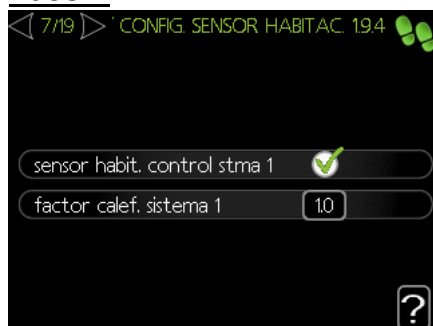 7/19 CONFIG. SENSOR HABITAC. 1.9.4
sensor habit. control stma 1
factor calef. sistema 1 1.0
?